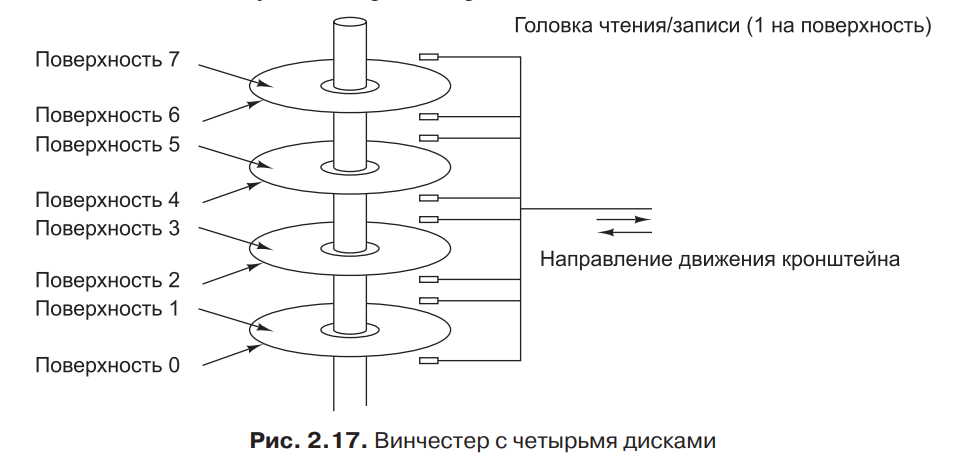 Головка чтения/записи (1 на поверхность)
Поверхность 7
Поверхность 6
Поверхность 5
Поверхность 4
Поверхность 3
Поверхность 2
Поверхность 1
Поверхность 0
Направление движения кронштейна
Рис. 2.17. Винчестер с четырьмя дисками